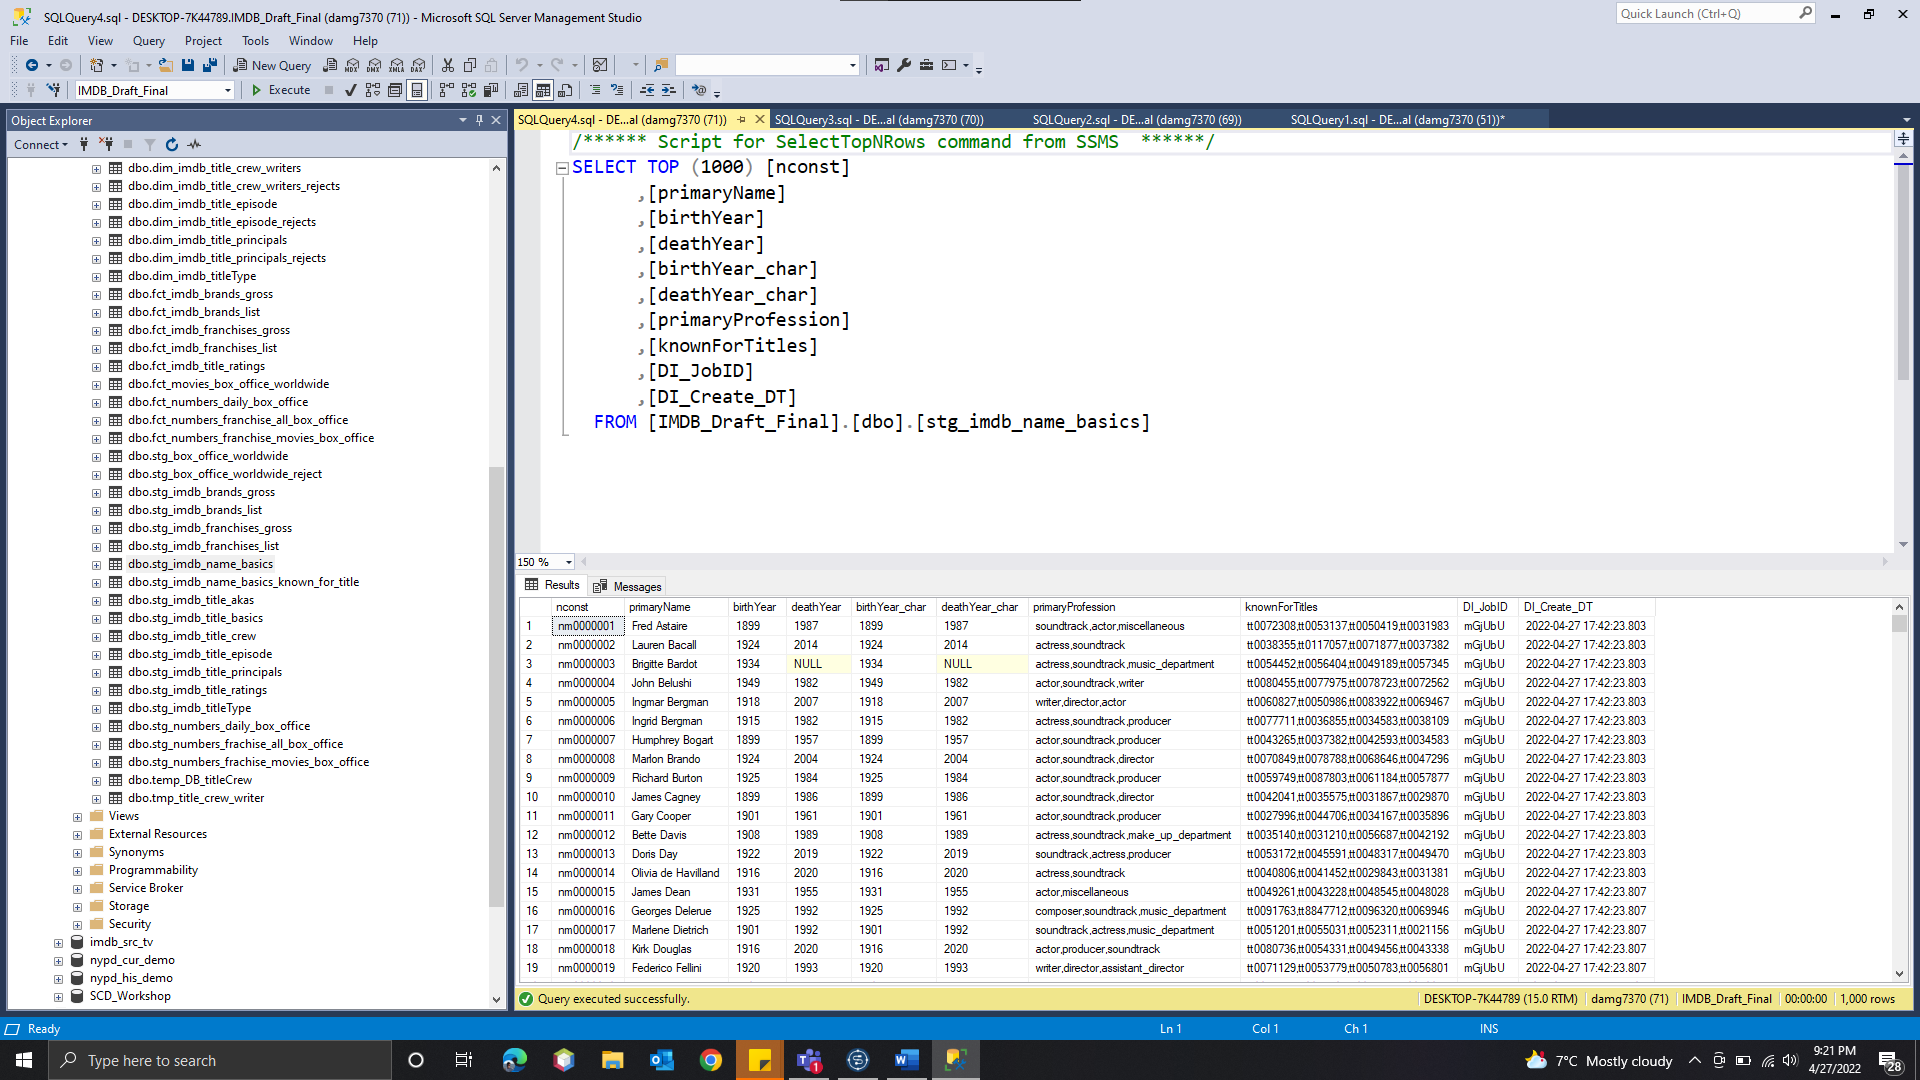 SQLQuery4.sql - DESKTOP-7K44789.IMDB_Draft_Final (damg7370 (71)) - Microsoft SQL Server Management Studio
Quick Launch (Ctrl+Q)
File Edit View Query Project Tools Window Help
New Query MDX DMX XMLA DAX
IMDB_Draft_Final Execute
Object Explorer
Connect
dbo.dim_imdb_title_crew_writers
dbo.dim_imdb_title_crew_writers_rejects
dbo.dim_imdb_title_episode
dbo.dim_imdb_title_episode_rejects
dbo.dim_imdb_title_principals
dbo.dim_imdb_title_principals_rejects
dbo.dim_imdb_titleType
dbo.fct_imdb_brands_gross
dbo.fct_imdb_brands_list
dbo.fct_imdb_franchises_gross
dbo.fct_imdb_franchises_list
dbo.fct_imdb_title_ratings
dbo.fct_movies_box_office_worldwide
dbo.fct_numbers_daily_box_office
dbo.fct_numbers_franchise_all_box_office
dbo.fct_numbers_franchise_movies_box_office
dbo.stg_box_office_worldwide
dbo.stg_box_office_worldwide_reject
dbo.stg_imdb_brands_gross
dbo.stg_imdb_brands_list
dbo.stg_imdb_franchises_gross
dbo.stg_imdb_franchises_list
dbo.stg_imdb_name_basics
dbo.stg_imdb_name_basics_known_for_title
dbo.stg_imdb_title_akas
dbo.stg_imdb_title_basics
dbo.stg_imdb_title_crew
dbo.stg_imdb_title_episode
dbo.stg_imdb_title_principals
dbo.stg_imdb_title_ratings
dbo.stg_imdb_titleType
dbo.stg_numbers_daily_box_office
dbo.stg_numbers_frachise_all_box_office
dbo.stg_numbers_frachise_movies_box_office
dbo.temp_DB_titleCrew
dbo.tmp_title_crew_writer
Views
External Resources
Synonyms
Programmability
Service Broker
Storage
Security
imdb_src_tv
nypd_cur_demo
nypd_his_demo
SCD_Workshop
SQLQuery4.sql - DE...al (damg7370 (71)) SQLQuery3.sql - DE...al (damg7370 (70)) SQLQuery2.sql - DE...al (damg7370 (69)) SQLQuery1.sql - DE...al (damg7370 (51))*
/****** Script for SelectTopNRows command from SSMS ******/
SELECT TOP (1000) [nconst]
,[primaryName]
,[birthYear]
,[deathYear]
,[birthYear_char]
,[deathYear_char]
,[primaryProfession]
,[knownForTitles]
,[DI_JobID]
,[DI_Create_DT]
FROM [IMDB_Draft_Final].[dbo].[stg_imdb_name_basics]
150 %
Results Messages
nconst primaryName birthYear deathYear birthYear_char deathYear_char primaryProfession knownForTitles DI_JobID DI_Create_DT
1 nm0000001 Fred Astaire 1899 1987 1899 1987 soundtrack,actor,miscellaneous tt0072308,tt0053137,tt0050419,tt0031983 mGjUbU 2022-04-27 17:42:23.803
2 nm0000002 Lauren Bacall 1924 2014 1924 2014 actress,soundtrack tt0038355,tt0117057,tt0071877,tt0037382 mGjUbU 2022-04-27 17:42:23.803
3 nm0000003 Brigitte Bardot 1934 NULL 1934 NULL actress,soundtrack,music_department tt0054452,tt0056404,tt0049189,tt0057345 mGjUbU 2022-04-27 17:42:23.803
4 nm0000004 John Belushi 1949 1982 1949 1982 actor,soundtrack,writer tt0080455,tt0077975,tt0078723,tt0072562 mGjUbU 2022-04-27 17:42:23.803
5 nm0000005 Ingmar Bergman 1918 2007 1918 2007 writer,director,actor tt0060827,tt0050986,tt0083922,tt0069467 mGjUbU 2022-04-27 17:42:23.803
6 nm0000006 Ingrid Bergman 1915 1982 1915 1982 actress,soundtrack,producer tt0077711,tt0036855,tt0034583,tt0038109 mGjUbU 2022-04-27 17:42:23.803
7 nm0000007 Humphrey Bogart 1899 1957 1899 1957 actor,soundtrack,producer tt0043265,tt0037382,tt0042593,tt0034583 mGjUbU 2022-04-27 17:42:23.803
8 nm0000008 Marlon Brando 1924 2004 1924 2004 actor,soundtrack,director tt0070849,tt0078788,tt0068646,tt0047296 mGjUbU 2022-04-27 17:42:23.803
9 nm0000009 Richard Burton 1925 1984 1925 1984 actor,soundtrack,producer tt0059749,tt0087803,tt0061184,tt0057877 mGjUbU 2022-04-27 17:42:23.803
10 nm0000010 James Cagney 1899 1986 1899 1986 actor,soundtrack,director tt0042041,tt0035575,tt0031867,tt0029870 mGjUbU 2022-04-27 17:42:23.803
11 nm0000011 Gary Cooper 1901 1961 1901 1961 actor,soundtrack,producer tt0027996,tt0044706,tt0034167,tt0035896 mGjUbU 2022-04-27 17:42:23.803
12 nm0000012 Bette Davis 1908 1989 1908 1989 actress,soundtrack,make_up_department tt0035140,tt0031210,tt0056687,tt0042192 mGjUbU 2022-04-27 17:42:23.803
13 nm0000013 Doris Day 1922 2019 1922 2019 soundtrack,actress,producer tt0053172,tt0045591,tt0048317,tt0049470 mGjUbU 2022-04-27 17:42:23.803
14 nm0000014 Olivia de Havilland 1916 2020 1916 2020 actress,soundtrack tt0040806,tt0041452,tt0029843,tt0031381 mGjUbU 2022-04-27 17:42:23.803
15 nm0000015 James Dean 1931 1955 1931 1955 actor,miscellaneous tt0049261,tt0043228,tt0048545,tt0048028 mGjUbU 2022-04-27 17:42:23.807
16 nm0000016 Georges Delerue 1925 1992 1925 1992 composer,soundtrack,music_department tt0091763,tt8847712,tt0096320,tt0069946 mGjUbU 2022-04-27 17:42:23.807
17 nm0000017 Marlene Dietrich 1901 1992 1901 1992 soundtrack,actress,music_department tt0051201,tt0055031,tt0052311,tt0021156 mGjUbU 2022-04-27 17:42:23.807
18 nm0000018 Kirk Douglas 1916 2020 1916 2020 actor,producer,soundtrack tt0080736,tt0054331,tt0049456,tt0043338 mGjUbU 2022-04-27 17:42:23.807
19 nm0000019 Federico Fellini 1920 1993 1920 1993 writer,director,assistant_director tt0071129,tt0053779,tt0050783,tt0056801 mGjUbU 2022-04-27 17:42:23.807
Query executed successfully. DESKTOP-7K44789 (15.0 RTM) damg7370 (71) IMDB_Draft_Final 00:00:00 1,000 rows
Ready Ln 1 Col 1 Ch 1 INS
Type here to search 1 7°C Mostly cloudy 9:21 PM
4/27/2022 28